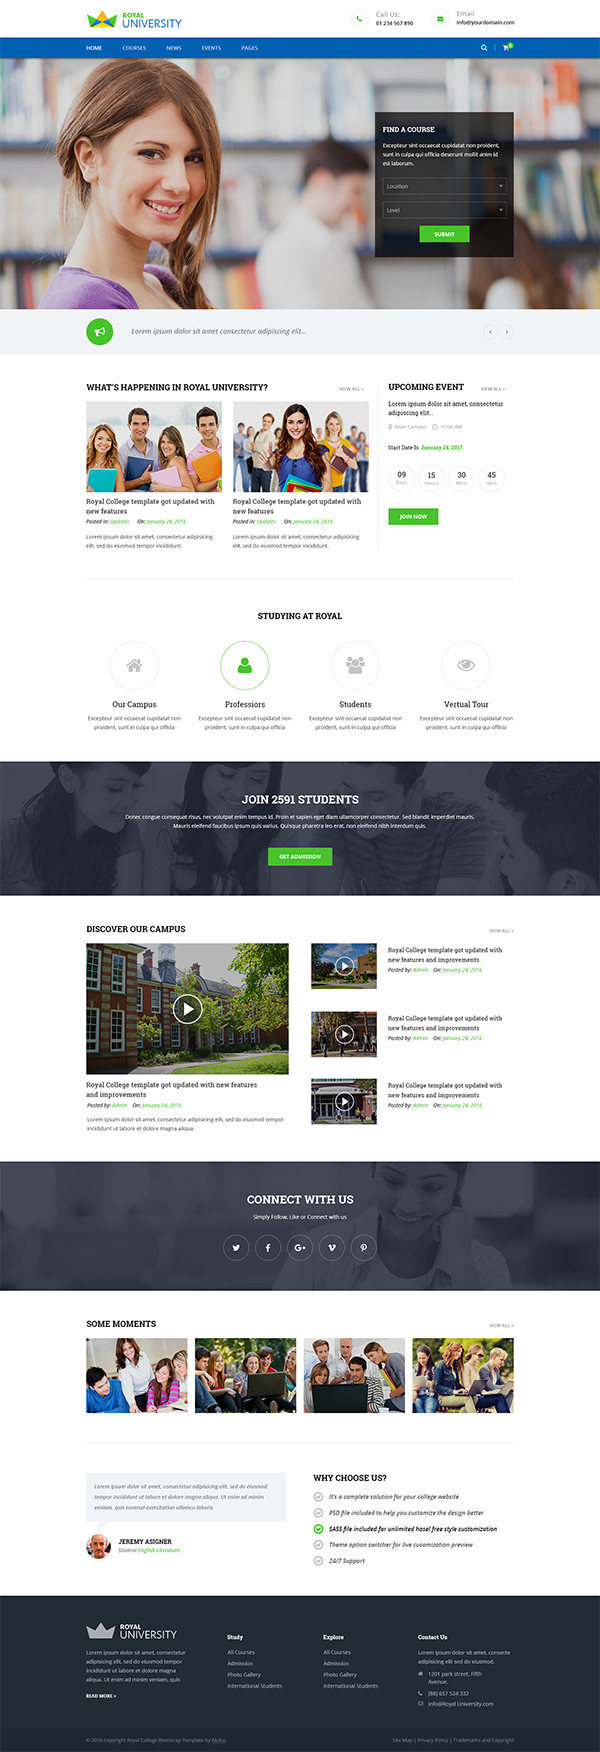 ROYAL
UNIVERSITY
Call Us:
01 234 567 890
Email
info@yourdomain.com
HOME COURSES NEWS EVENTS PAGES
FIND A COURSE
Excepteur sint occaecat cupidatat non proident,
sunt in culpa qui officia deserunt mollit anim id
est laborum.
Location
Level
SUBMIT
Lorem ipsum dolor sit amet consectetur adipiscing elit...
WHAT'S HAPPENING IN ROYAL UNIVERSITY?
VIEW ALL >
Royal College template got updated with
new features
Posted in: Updates On: January 24, 2016
Lorem ipsum dolor sit amet, consectetur adipisicing
elit, sed do eiusmod tempor incididunt.
Royal College template got updated with
new features
Posted in: Updates On: January 24, 2016
Lorem ipsum dolor sit amet, consectetur adipisicing
elit, sed do eiusmod tempor incididunt.
UPCOMING EVENT
VIEW ALL >
Lorem ipsum dolor sit amet, consectetur
adipiscing elit...
Main Campus 11:00 AM
Start Date is: January 24, 2017
09 15 30 45
Days Hours Mins Secs
JOIN NOW
STUDYING AT ROYAL
Our Campus
Excepteur sint occaecat cupidatat non
proident, sunt in culpa qui officia
Professiors
Excepteur sint occaecat cupidatat non
proident, sunt in culpa qui officia
Students
Excepteur sint occaecat cupidatat non
proident, sunt in culpa qui officia
Vertual Tour
Excepteur sint occaecat cupidatat non
proident, sunt in culpa qui officia
JOIN 2591 STUDENTS
Donec congue consequat risus, nec volutpat enim tempus id. Proin et sapien eget diam ullamcorper consectetur. Sed blandit imperdiet mauris.
Mauris eleifend faucibus ipsum quis varius. Quisque pharetra leo erat, non eleifend nibh interdum quis.
GET ADMISSION
DISCOVER OUR CAMPUS
VIEW ALL >
Royal College template got updated with new features
and improvements
Posted by: Admin On: January 24, 2016
Lorem ipsum dolor sit amet, consectetur adipisicing elit, sed do eiusmod
tempor incididunt ut labore et dolore magna aliqua.
Royal College template got updated with
new features and improvements
Posted by: Admin On: January 24, 2016
Royal College template got updated with
new features and improvements
Posted by: Admin On: January 24, 2016
Royal College template got updated with
new features and improvements
Posted by: Admin On: January 24, 2016
CONNECT WITH US
Simply Follow, Like or Connect with us
SOME MOMENTS
VIEW ALL >
Lorem ipsum dolor sit amet, consectetur adipisicing elit, sed do eiusmod
tempor incididunt ut labore et dolore magna aliqua. Ut enim ad minim
veniam, quis nostrud exercitation ullamco laboris
JEREMY ASIGNER
Student English Literature
WHY CHOOSE US?
It's a complete solution for your college website
PSD file included to help you customize the design better
SASS file included for unlimited hasel free style customization
Theme option switcher for live cusomization preview
24/7 Support
ROYAL
UNIVERSITY
Lorem ipsum dolor sit amet, consectetur
adipisicing elit, sed do eiusmod tempor
incididunt ut labore et dolore magna
aliqua. Ut enim ad minim veniam, quis
READ MORE >
Study
All Courses
Admission
Photo Gallery
International Students
Explore
All Courses
Admission
Photo Gallery
International Students
Contact Us
Lorem ipsum dolor sit amet, consecte
adipisicing elit, sed do eiusmod.
1201 park street, Fifth
Avenue,
(88) 657 524 332
info@Royal University.com
© 2016 Copyright Royal College Bootstrap Template by
Site Map | Privacy Policy | Trademarks and Copyright